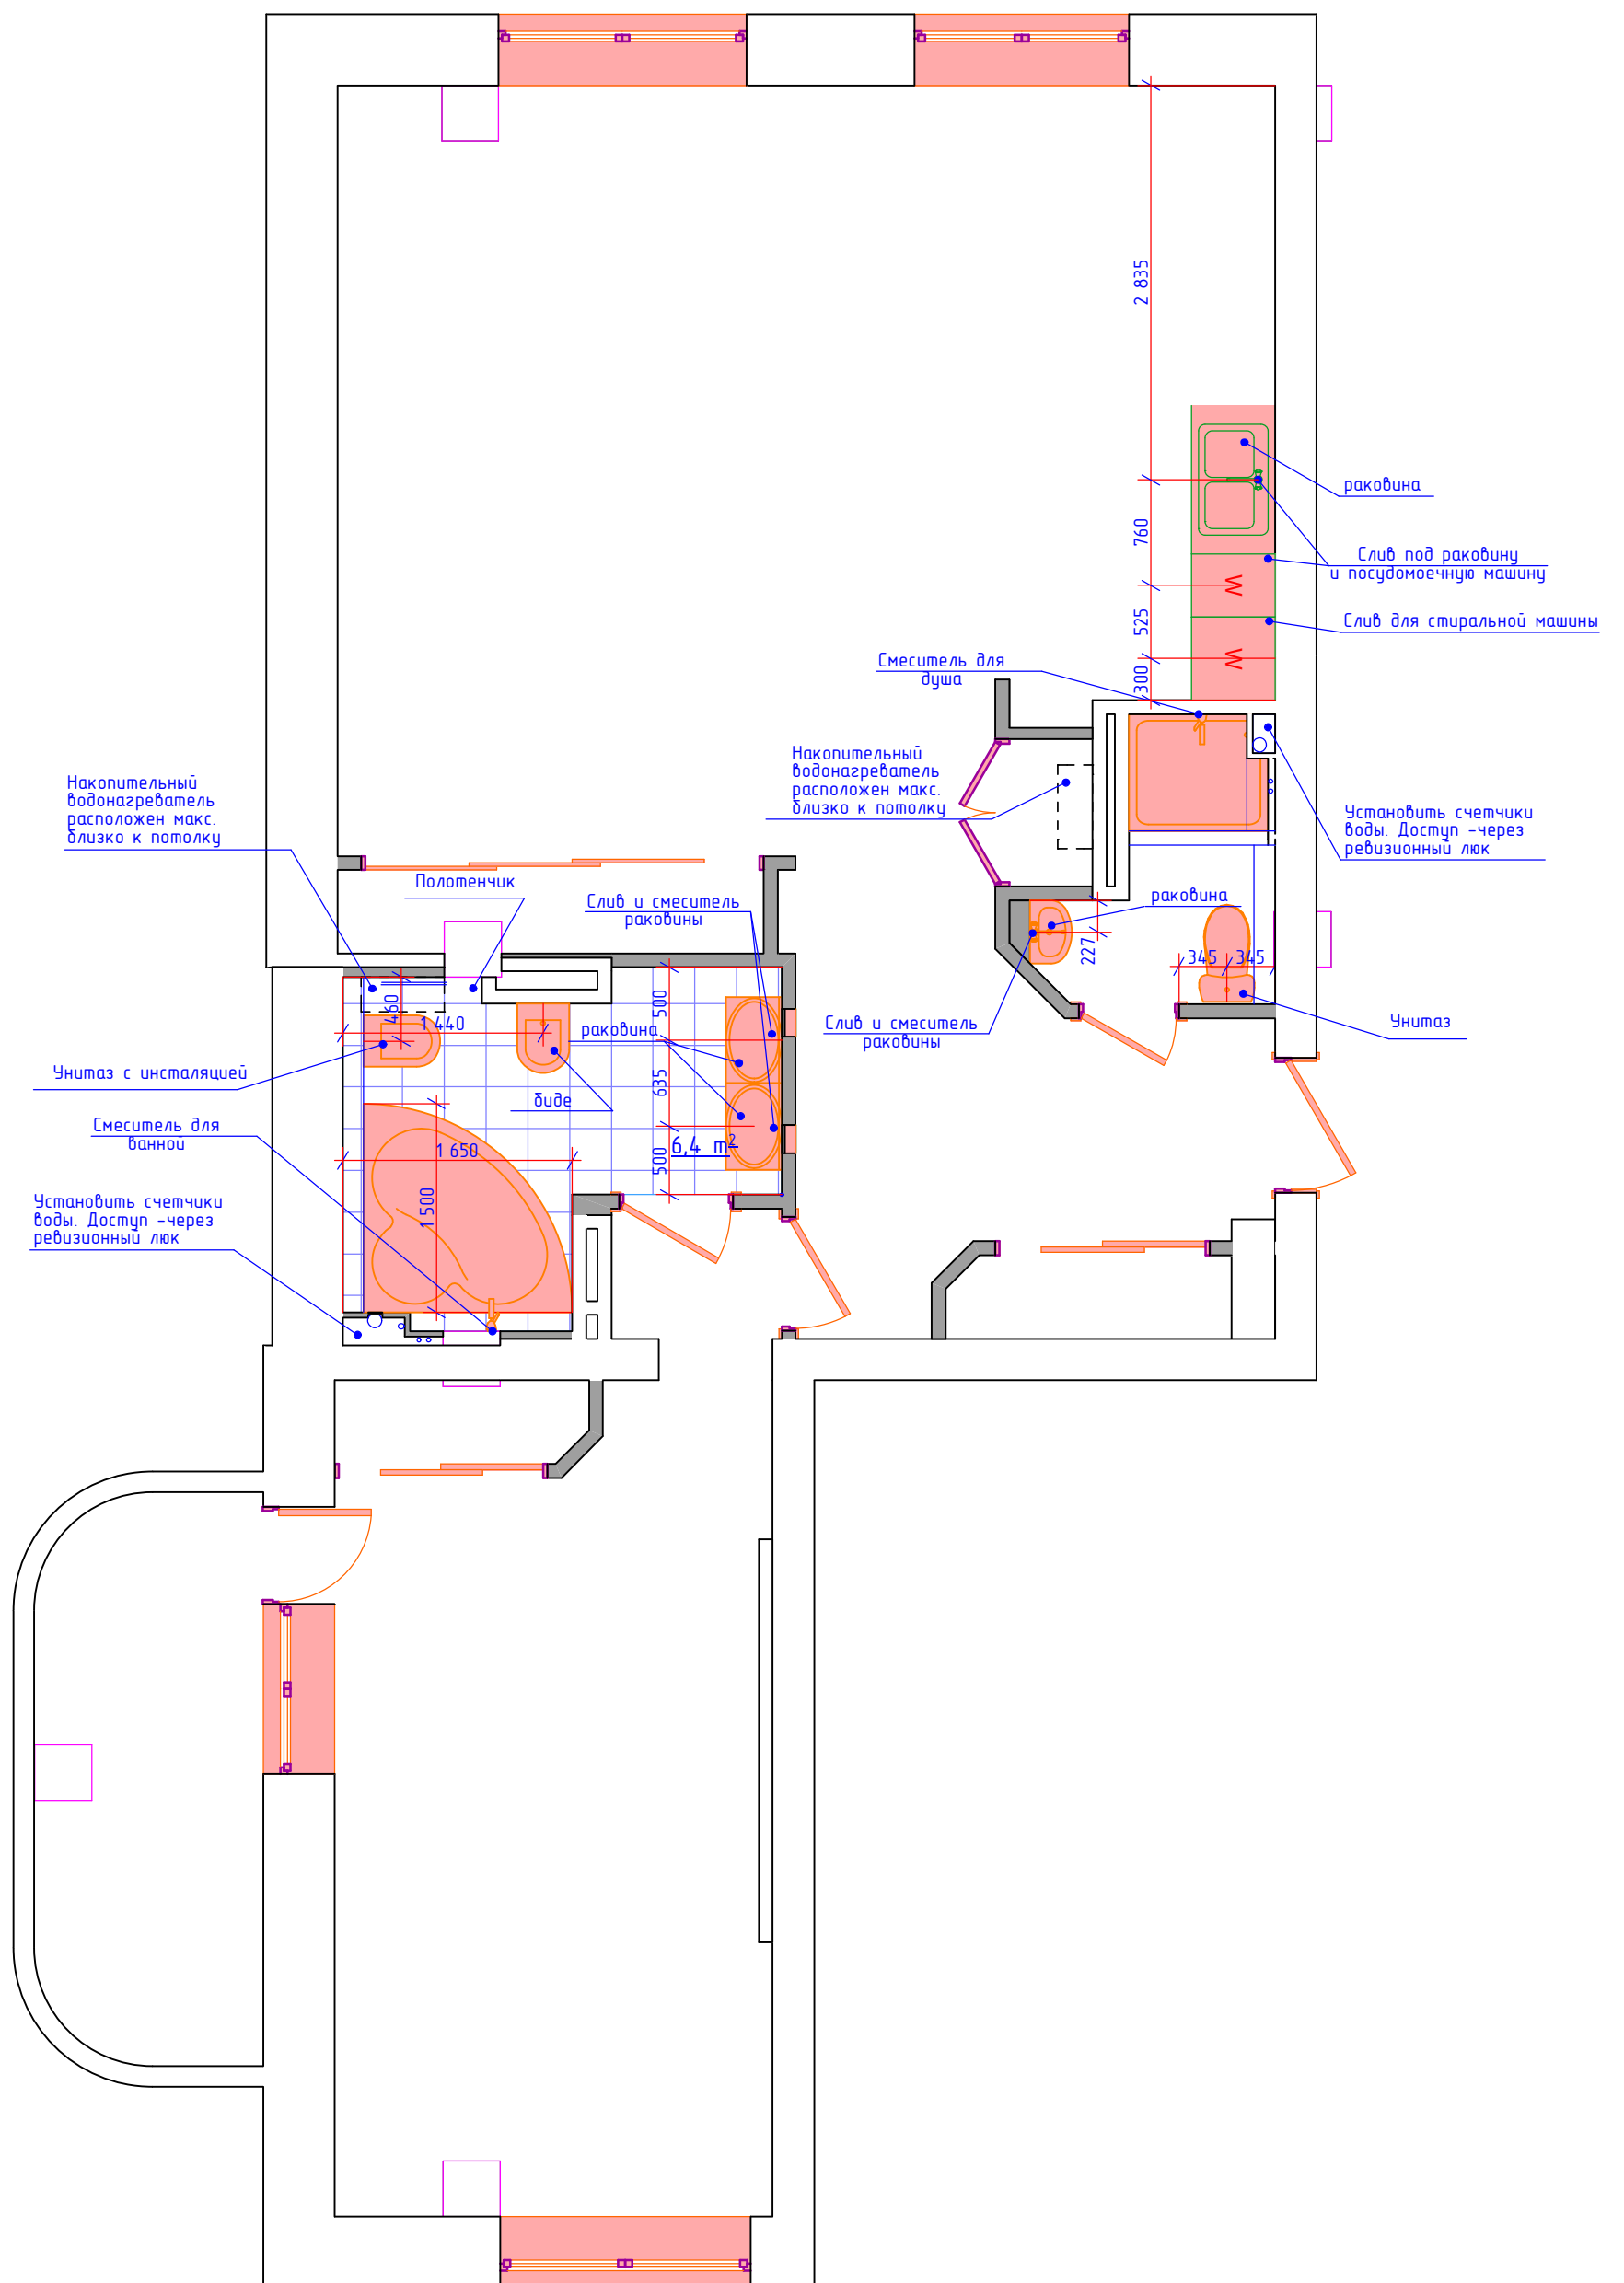 2 835
раковина
760
Слив под раковину
и посудомоечную машину
525
Слив для стиральной машины
300
Смеситель для
душа
Накопительный
водонагреватель
расположен макс.
близко к потолку
Накопительный
водонагреватель
расположен макс.
близко к потолку
Установить счетчики
воды. Доступ -через
ревизионный люк
Полотенчик
Слив и смеситель
раковины
раковина
227
345
345
460
1 440
500
раковина
Слив и смеситель
раковины
Унитаз
Унитаз с инсталяцией
биде
635
Смеситель для
ванной
1 650
6,4 m²
500
1 500
Установить счетчики
воды. Доступ -через
ревизионный люк
W
W